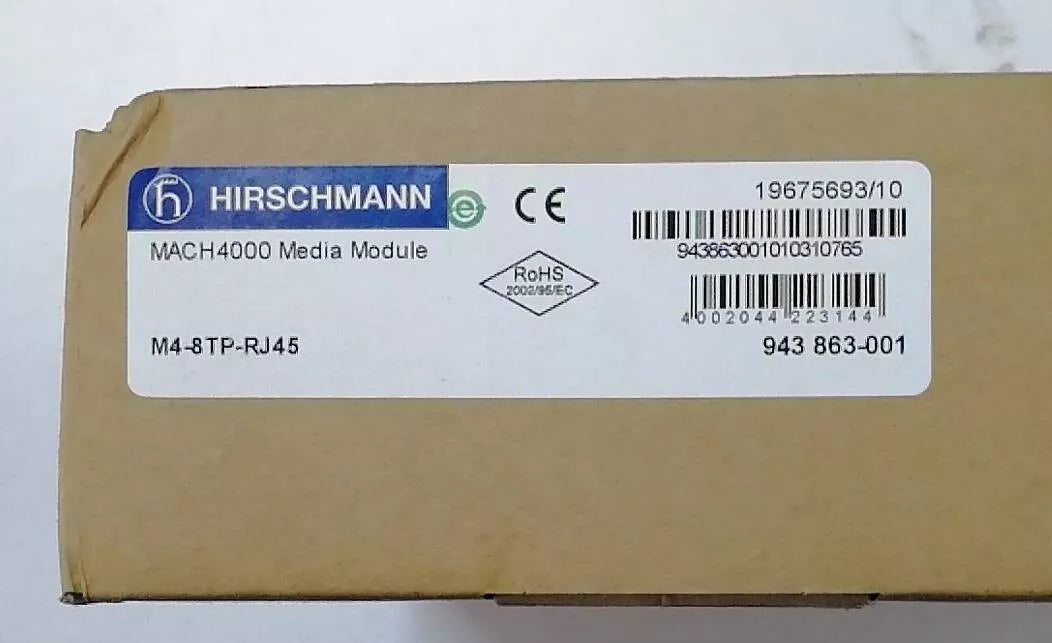 HIRSCHMANN
CE
19675693/10
943863001010310765
MACH4000 Media Module
RoHS
2002/95/EC
4002044 223144
M4-8TP-RJ45
943 863-001